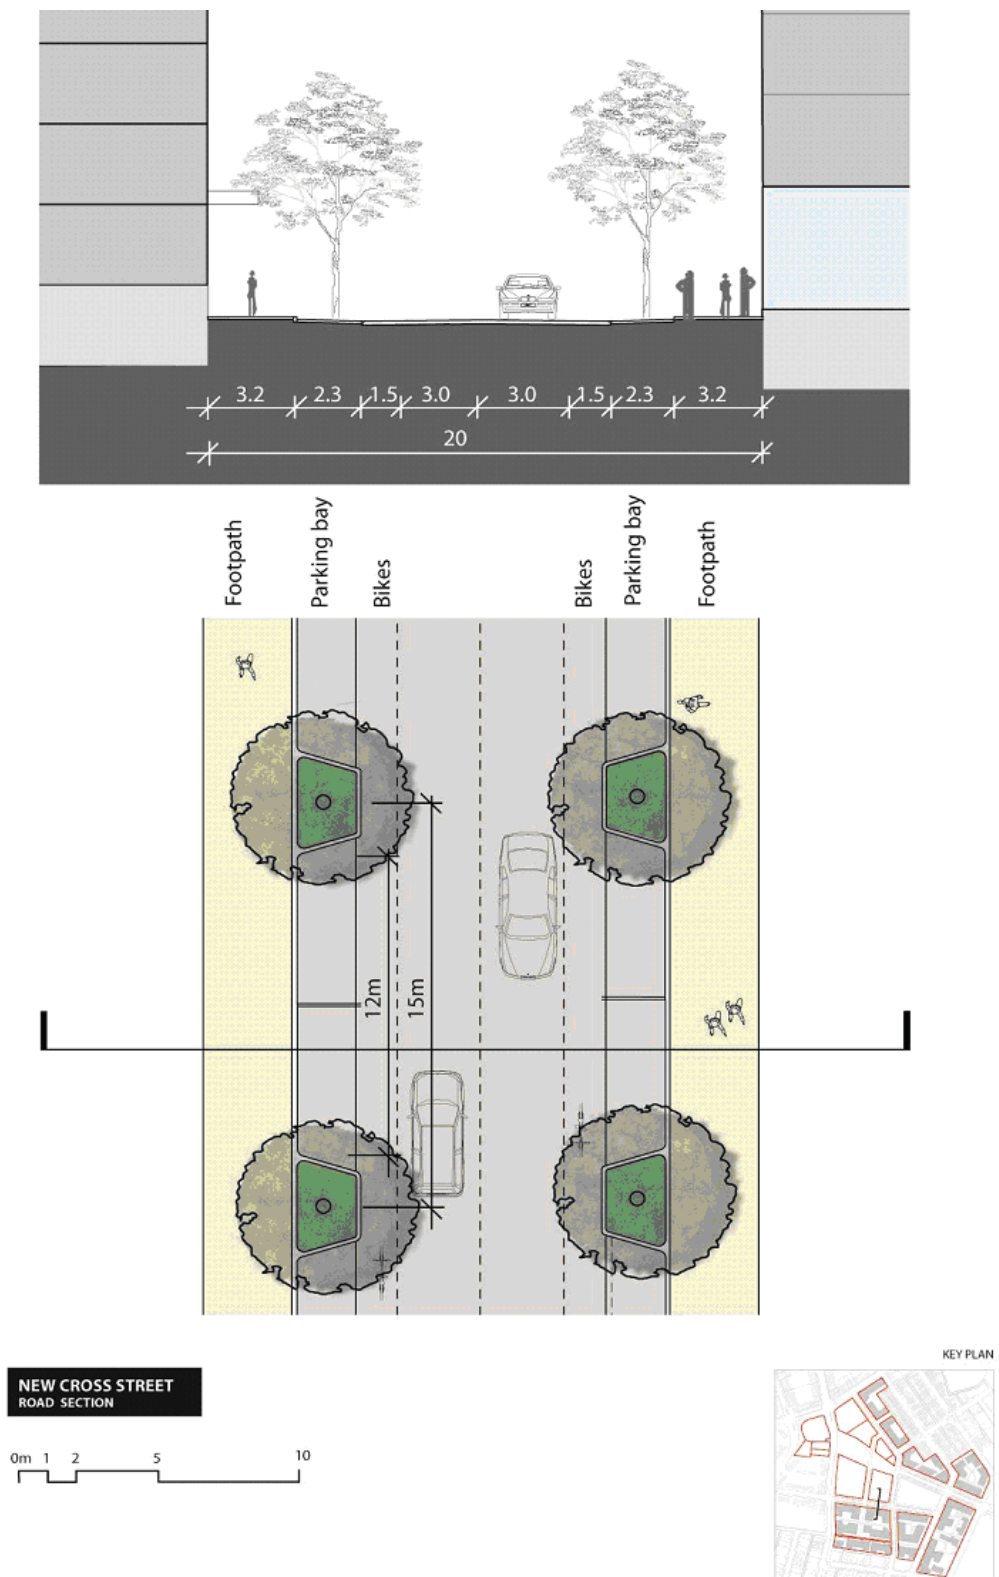 3.2 2.3 1.5 3.0 3.0 1.5 2.3 3.2
20
Footpath
Parking bay
Bikes
Bikes
Parking bay
Footpath
12m
15m
KEY PLAN
NEW CROSS STREET
ROAD SECTION
0m 1 2 5 10